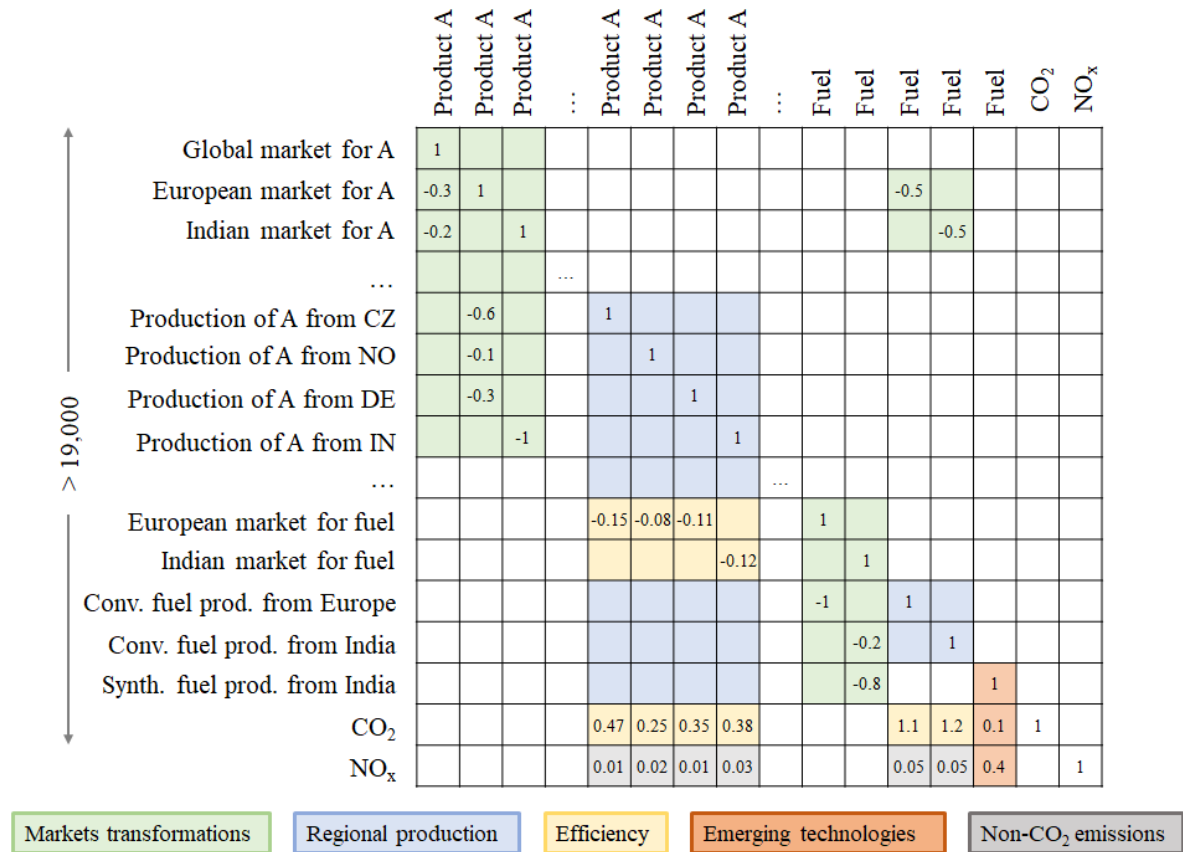 Product A
Product A
Product A
…
Product A
Product A
Product A
Product A
…
Fuel
Fuel
Fuel
Fuel
Fuel
CO₂
NOₓ
> 19,000
Global market for A 1
European market for A -0.3 1 -0.5
Indian market for A -0.2 1 -0.5
… …
Production of A from CZ -0.6 1
Production of A from NO -0.1 1
Production of A from DE -0.3 1
Production of A from IN -1 1
… …
European market for fuel -0.15 -0.08 -0.11 1
Indian market for fuel -0.12 1
Conv. fuel prod. from Europe -1 1
Conv. fuel prod. from India -0.2 1
Synth. fuel prod. from India -0.8 1
CO₂ 0.47 0.25 0.35 0.38 1.1 1.2 0.1 1
NOₓ 0.01 0.02 0.01 0.03 0.05 0.05 0.4 1
Markets transformations
Regional production
Efficiency
Emerging technologies
Non-CO₂ emissions